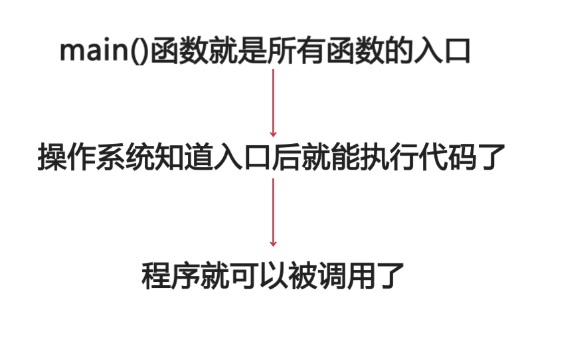 main()函数就是所有函数的入口
操作系统知道入口后就能执行代码了
程序就可以被调用了